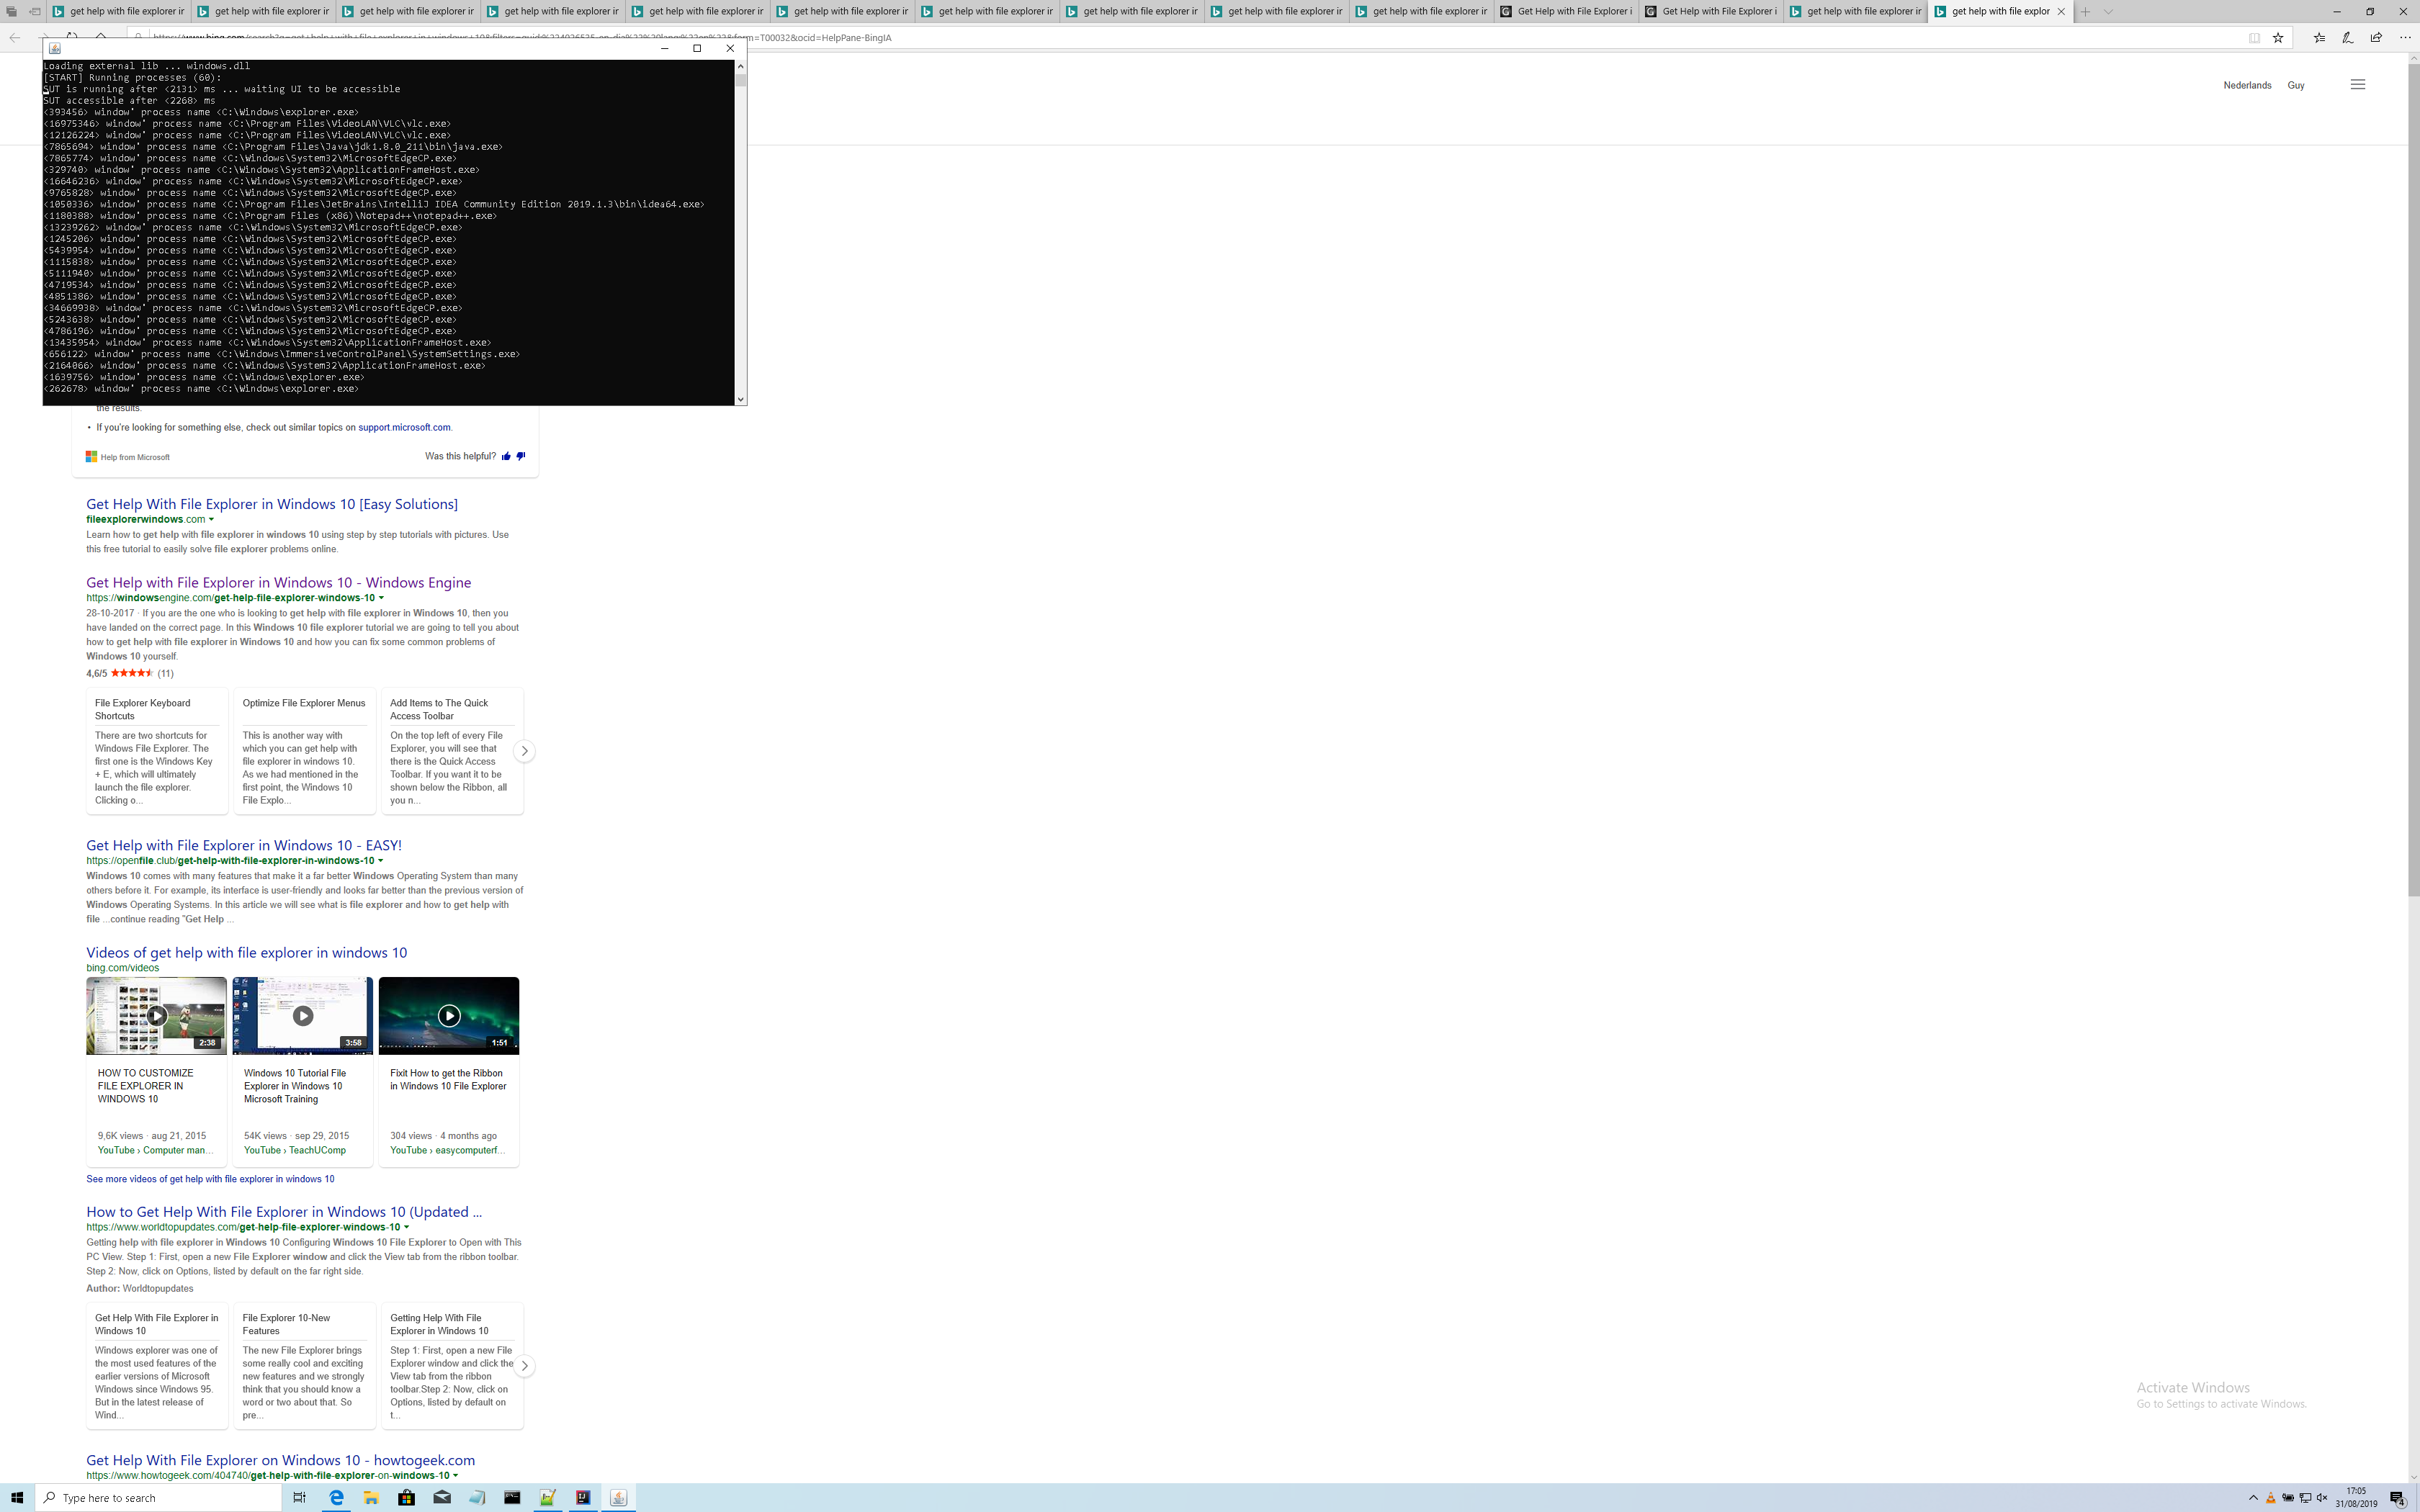 get help with file explorer ir
get help with file explorer ir
get help with file explorer ir
get help with file explorer ir
get help with file explorer ir
get help with file explorer ir
get help with file explorer ir
get help with file explorer ir
get help with file explorer ir
get help with file explorer ir
Get Help with File Explorer i
Get Help with File Explorer i
get help with file explorer ir
get help with file explor
m=T00032&ocid=HelpPane-BingIA
Nederlands Guy
Loading external lib ... windows.dll
[START] Running processes (60):
SUT is running after <2131> ms ... waiting UI to be accessible
SUT accessible after <2268> ms
<393456> window' process name <C:\Windows\explorer.exe>
<16975346> window' process name <C:\Program Files\VideoLAN\VLC\vlc.exe>
<12126224> window' process name <C:\Program Files\VideoLAN\VLC\vlc.exe>
<7865694> window' process name <C:\Program Files\Java\jdk1.8.0_211\bin\java.exe>
<7865774> window' process name <C:\Windows\System32\MicrosoftEdgeCP.exe>
<329740> window' process name <C:\Windows\System32\ApplicationFrameHost.exe>
<16646236> window' process name <C:\Windows\System32\MicrosoftEdgeCP.exe>
<9765828> window' process name <C:\Windows\System32\MicrosoftEdgeCP.exe>
<1050336> window' process name <C:\Program Files\JetBrains\IntelliJ IDEA Community Edition 2019.1.3\bin\idea64.exe>
<1180388> window' process name <C:\Program Files (x86)\Notepad++\notepad++.exe>
<13239262> window' process name <C:\Windows\System32\MicrosoftEdgeCP.exe>
<1245206> window' process name <C:\Windows\System32\MicrosoftEdgeCP.exe>
<5439954> window' process name <C:\Windows\System32\MicrosoftEdgeCP.exe>
<1115838> window' process name <C:\Windows\System32\MicrosoftEdgeCP.exe>
<5111940> window' process name <C:\Windows\System32\MicrosoftEdgeCP.exe>
<4719534> window' process name <C:\Windows\System32\MicrosoftEdgeCP.exe>
<4851386> window' process name <C:\Windows\System32\MicrosoftEdgeCP.exe>
<34669938> window' process name <C:\Windows\System32\MicrosoftEdgeCP.exe>
<5243638> window' process name <C:\Windows\System32\MicrosoftEdgeCP.exe>
<4786196> window' process name <C:\Windows\System32\MicrosoftEdgeCP.exe>
<13435954> window' process name <C:\Windows\System32\ApplicationFrameHost.exe>
<656122> window' process name <C:\Windows\ImmersiveControlPanel\SystemSettings.exe>
<2164066> window' process name <C:\Windows\System32\ApplicationFrameHost.exe>
<1639756> window' process name <C:\Windows\explorer.exe>
<262678> window' process name <C:\Windows\explorer.exe>
the results.
• If you're looking for something else, check out similar topics on support.microsoft.com.
Help from Microsoft
Was this helpful?
Get Help With File Explorer in Windows 10 [Easy Solutions]
fileexplorerwindows.com
Learn how to get help with file explorer in windows 10 using step by step tutorials with pictures. Use
this free tutorial to easily solve file explorer problems online.
Get Help with File Explorer in Windows 10 - Windows Engine
https://windowsengine.com/get-help-file-explorer-windows-10
28-10-2017 · If you are the one who is looking to get help with file explorer in Windows 10, then you
have landed on the correct page. In this Windows 10 file explorer tutorial we are going to tell you about
how to get help with file explorer in Windows 10 and how you can fix some common problems of
Windows 10 yourself.
4,6/5 (11)
File Explorer Keyboard
Shortcuts
There are two shortcuts for
Windows File Explorer. The
first one is the Windows Key
+ E, which will ultimately
launch the file explorer.
Clicking o...
Optimize File Explorer Menus
This is another way with
which you can get help with
file explorer in windows 10.
As we had mentioned in the
first point, the Windows 10
File Explo...
Add Items to The Quick
Access Toolbar
On the top left of every File
Explorer, you will see that
there is the Quick Access
Toolbar. If you want it to be
shown below the Ribbon, all
you n...
Get Help with File Explorer in Windows 10 - EASY!
https://openfile.club/get-help-with-file-explorer-in-windows-10
Windows 10 comes with many features that make it a far better Windows Operating System than many
others before it. For example, its interface is user-friendly and looks far better than the previous version of
Windows Operating Systems. In this article we will see what is file explorer and how to get help with
file ...continue reading "Get Help ...
Videos of get help with file explorer in windows 10
bing.com/videos
2:38
3:58
1:51
HOW TO CUSTOMIZE
FILE EXPLORER IN
WINDOWS 10
9,6K views · aug 21, 2015
YouTube › Computer man...
Windows 10 Tutorial File
Explorer in Windows 10
Microsoft Training
54K views · sep 29, 2015
YouTube › TeachUComp
Fixit How to get the Ribbon
in Windows 10 File Explorer
304 views · 4 months ago
YouTube › easycomputerf...
See more videos of get help with file explorer in windows 10
How to Get Help With File Explorer in Windows 10 (Updated ...
https://www.worldtopupdates.com/get-help-file-explorer-windows-10
Getting help with file explorer in Windows 10 Configuring Windows 10 File Explorer to Open with This
PC View. Step 1: First, open a new File Explorer window and click the View tab from the ribbon toolbar.
Step 2: Now, click on Options, listed by default on the far right side.
Author: Worldtopupdates
Get Help With File Explorer in
Windows 10
Windows explorer was one of
the most used features of the
earlier versions of Microsoft
Windows since Windows 95.
But in the latest release of
Wind...
File Explorer 10-New
Features
The new File Explorer brings
some really cool and exciting
new features and we strongly
think that you should know a
word or two about that. So
pre...
Getting Help With File
Explorer in Windows 10
Step 1: First, open a new File
Explorer window and click the
View tab from the ribbon
toolbar.Step 2: Now, click on
Options, listed by default on
t...
Get Help With File Explorer on Windows 10 - howtogeek.com
https://www.howtogeek.com/404740/get-help-with-file-explorer-on-windows-10
Activate Windows
Go to Settings to activate Windows.
Type here to search
17:05
31/08/2019
4